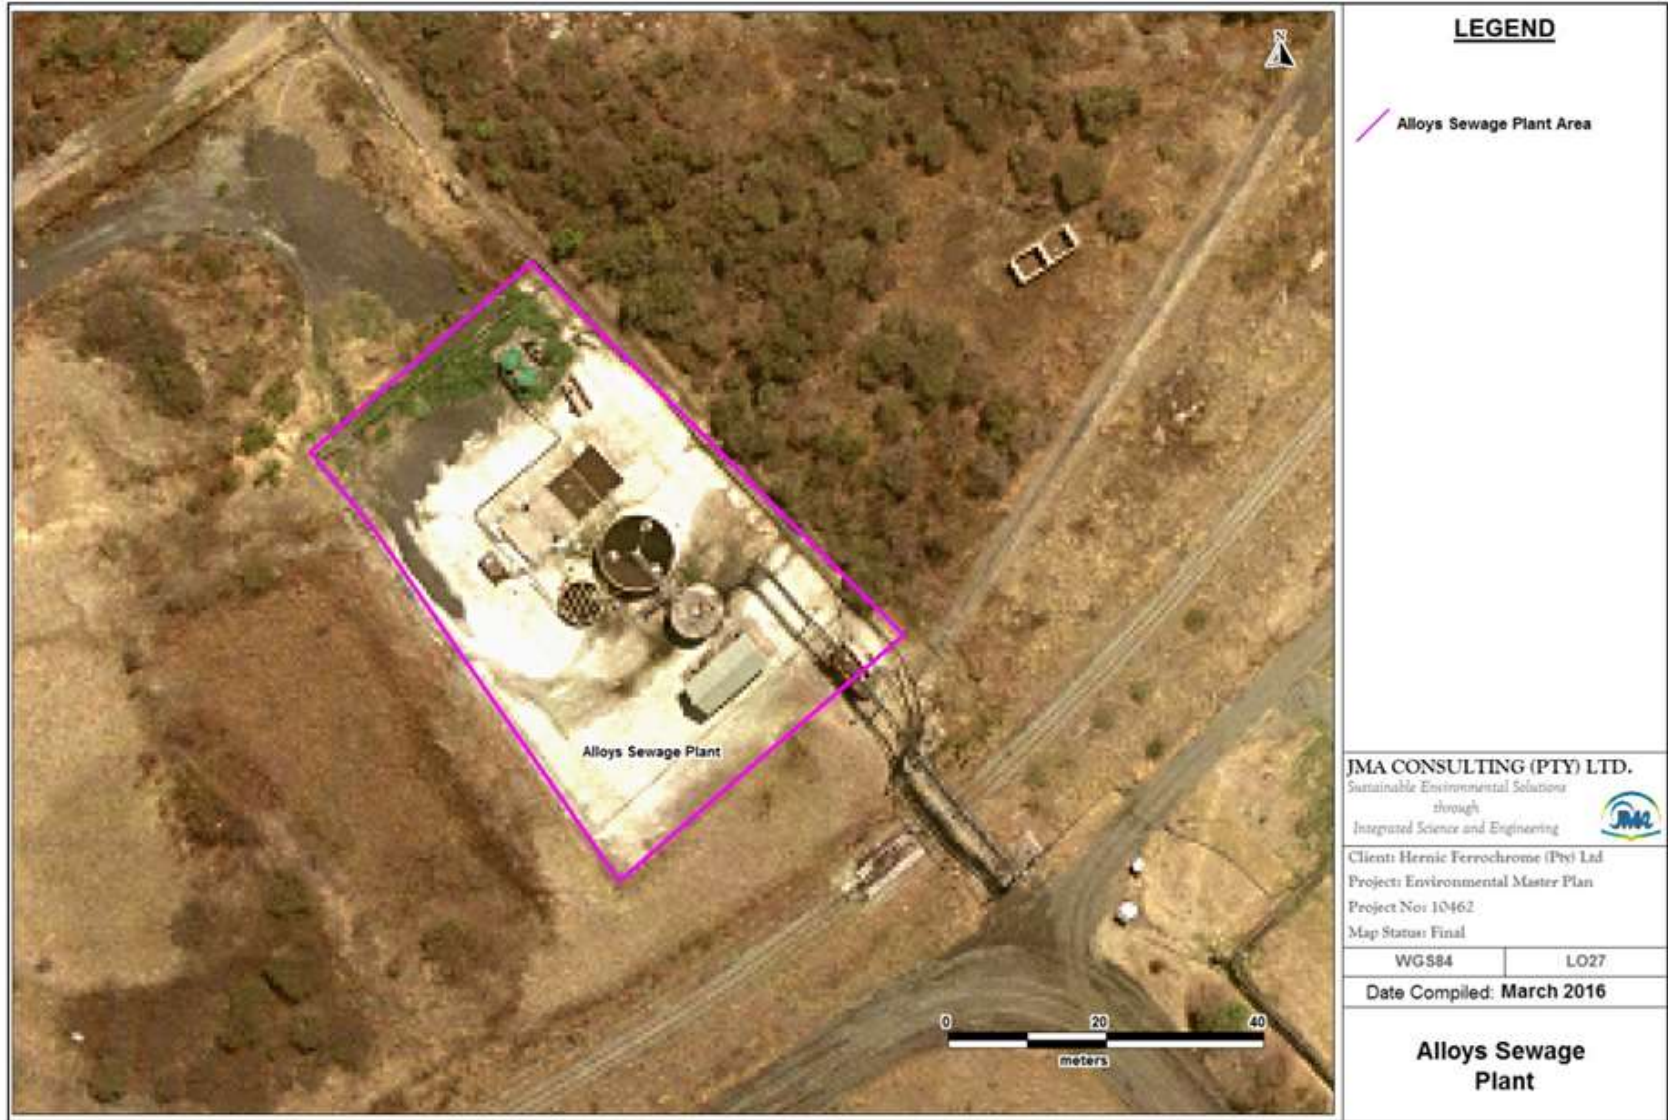 N
Alloys Sewage Plant
0 20 40
meters
LEGEND
Alloys Sewage Plant Area
JMA CONSULTING (PTY) LTD.
Sustainable Environmental Solutions
through
Integrated Science and Engineering
JMA
Client: Hernic Ferrochrome (Pty) Ltd
Project: Environmental Master Plan
Project No: 10462
Map Status: Final
WGS84 LO27
Date Compiled: March 2016
Alloys Sewage
Plant